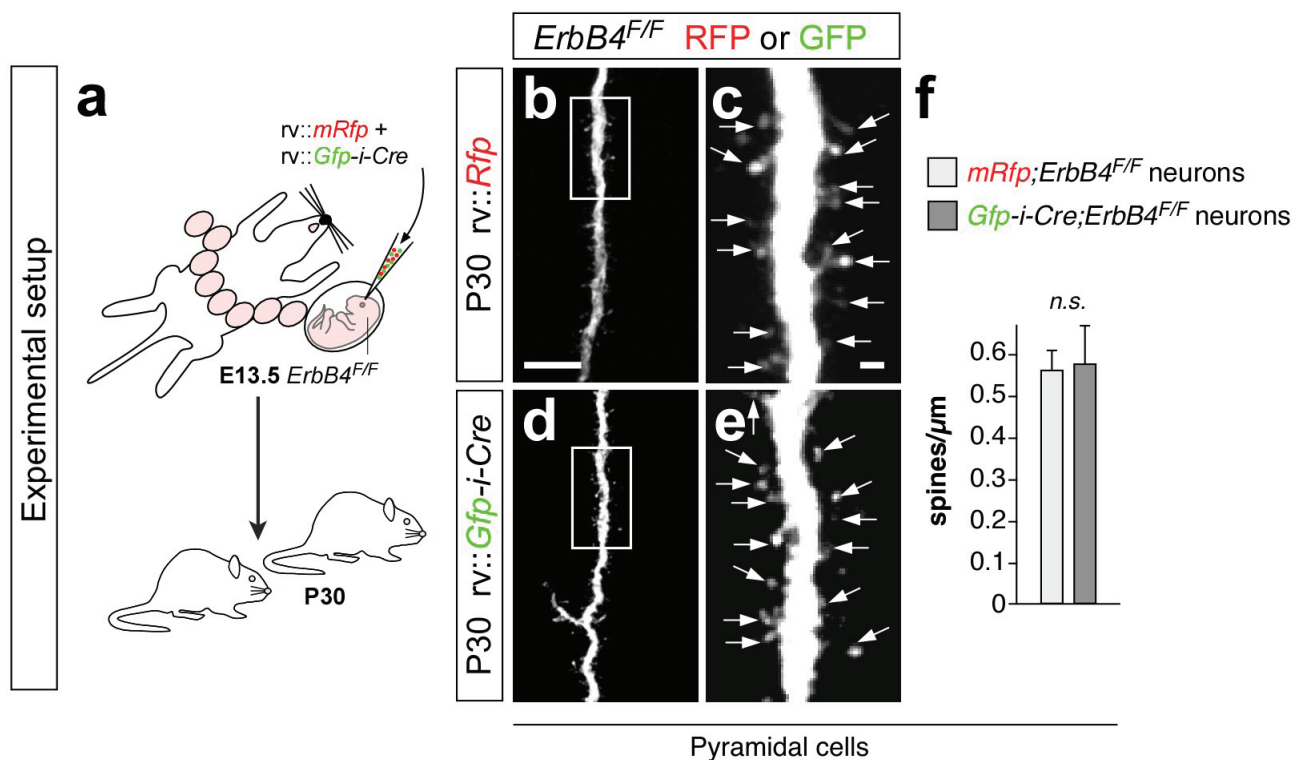 ErbB4F/F RFP or GFP
Experimental setup
a
rv::mRfp +
rv::Gfp-i-Cre
E13.5 ErbB4F/F
P30
P30 rv::Rfp
b
c
P30 rv::Gfp-i-Cre
d
e
Pyramidal cells
f
mRfp;ErbB4F/F neurons
Gfp-i-Cre;ErbB4F/F neurons
n.s.
spines/µm
0.6
0.5
0.4
0.3
0.2
0.1
0